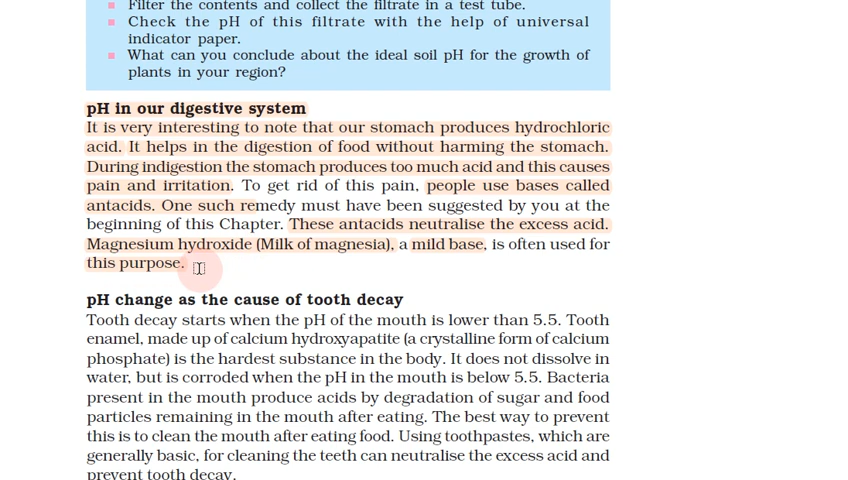 Filter the contents and collect the filtrate in a test tube.
Check the pH of this filtrate with the help of universal
indicator paper.
What can you conclude about the ideal soil pH for the growth of
plants in your region?
pH in our digestive system
It is very interesting to note that our stomach produces hydrochloric
acid. It helps in the digestion of food without harming the stomach.
During indigestion the stomach produces too much acid and this causes
pain and irritation. To get rid of this pain, people use bases called
antacids. One such remedy must have been suggested by you at the
beginning of this Chapter. These antacids neutralise the excess acid.
Magnesium hydroxide (Milk of magnesia), a mild base, is often used for
this purpose.
pH change as the cause of tooth decay
Tooth decay starts when the pH of the mouth is lower than 5.5. Tooth
enamel, made up of calcium hydroxyapatite (a crystalline form of calcium
phosphate) is the hardest substance in the body. It does not dissolve in
water, but is corroded when the pH in the mouth is below 5.5. Bacteria
present in the mouth produce acids by degradation of sugar and food
particles remaining in the mouth after eating. The best way to prevent
this is to clean the mouth after eating food. Using toothpastes, which are
generally basic, for cleaning the teeth can neutralise the excess acid and
prevent tooth decay.